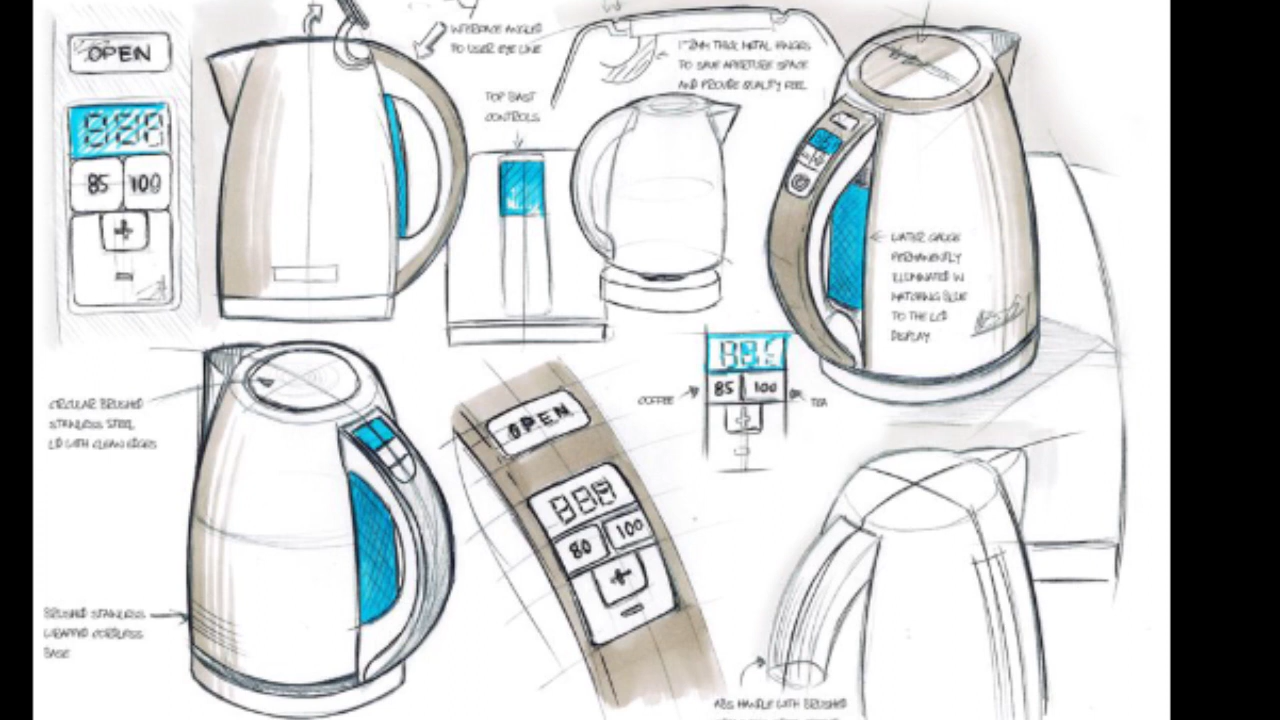 OPEN
888
85 100
+
-
INTERFACE ANGLED
TO USER EYE LINE
TOP EAST
CONTROLS
1-2MM THICK METAL HINGES
TO SAVE APERTURE SPACE
AND PROVIDE QUALITY FEEL
WATER GAUGE
PERMANENTLY
ILLUMINATED IN
MATCHING BLUE
TO THE LCD
DISPLAY
CIRCULAR BRUSHED
STAINLESS STEEL
LID WITH CLEAN EDGES
BRUSHED STAINLESS
WRAPPED CORDLESS
BASE
OPEN
888
80 100
+
-
COFFEE
85 100
TEA
+
-
ABS HANDLE WITH BRUSHED